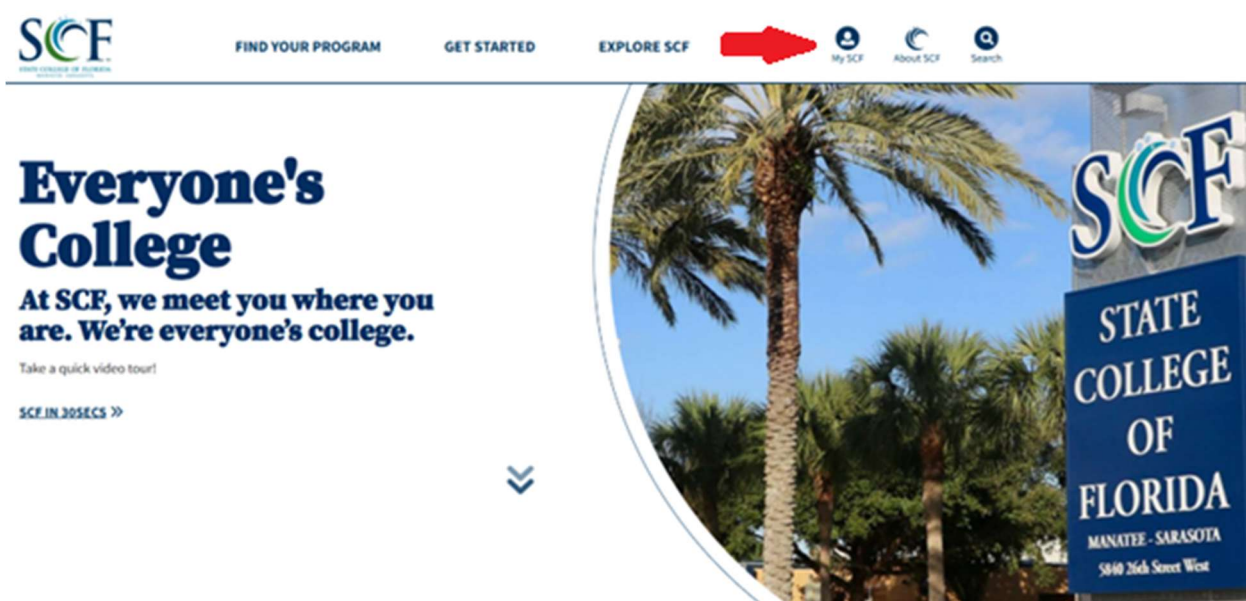 SCF
STATE COLLEGE OF FLORIDA
MANATEE - SARASOTA
FIND YOUR PROGRAM
GET STARTED
EXPLORE SCF
My SCF
About SCF
Search
Everyone's
College
At SCF, we meet you where you
are. We’re everyone’s college.
Take a quick video tour!
SCF IN 30SECS »
SCF
STATE
COLLEGE
OF
FLORIDA
MANATEE - SARASOTA
5840 26th Street West